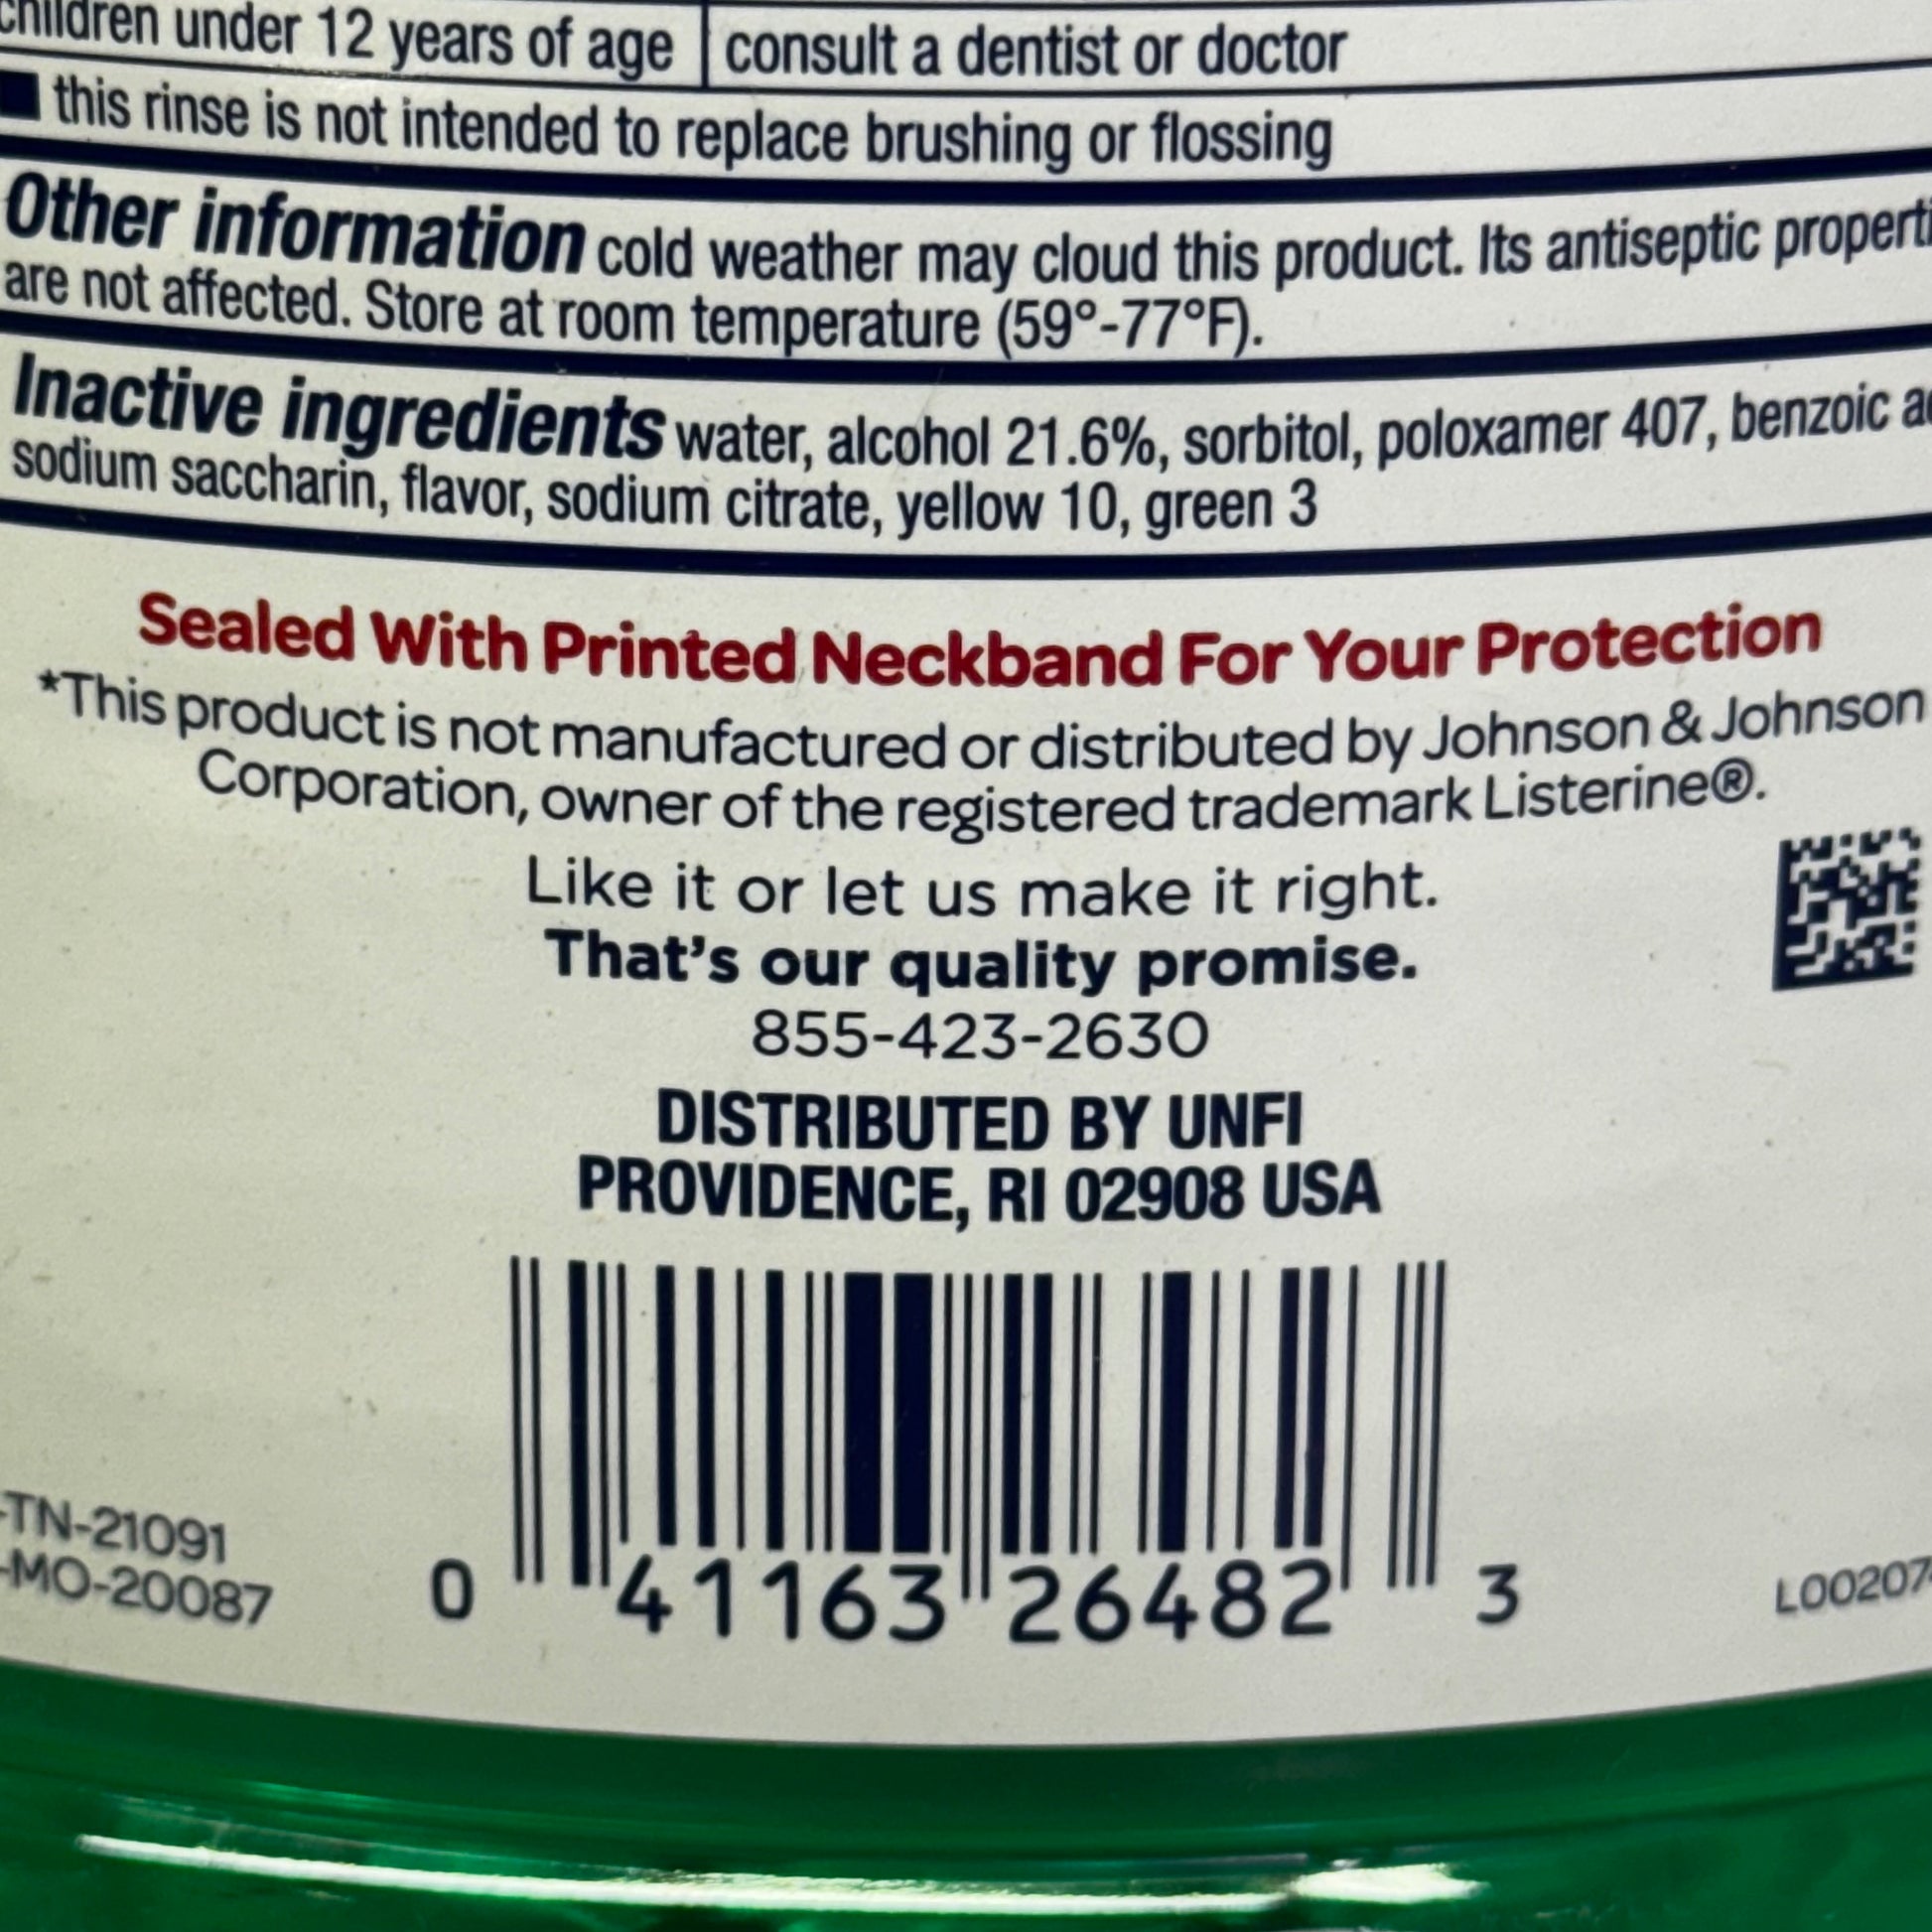 children under 12 years of age consult a dentist or doctor
this rinse is not intended to replace brushing or flossing
Other information cold weather may cloud this product. Its antiseptic properti
are not affected. Store at room temperature (59°-77°F).
Inactive ingredients water, alcohol 21.6%, sorbitol, poloxamer 407, benzoic a
sodium saccharin, flavor, sodium citrate, yellow 10, green 3
Sealed With Printed Neckband For Your Protection
*This product is not manufactured or distributed by Johnson & Johnson
Corporation, owner of the registered trademark Listerine®.
Like it or let us make it right.
That's our quality promise.
855-423-2630
DISTRIBUTED BY UNFI
PROVIDENCE, RI 02908 USA
-TN-21091
-MO-20087
0 41163 26482 3
L00207